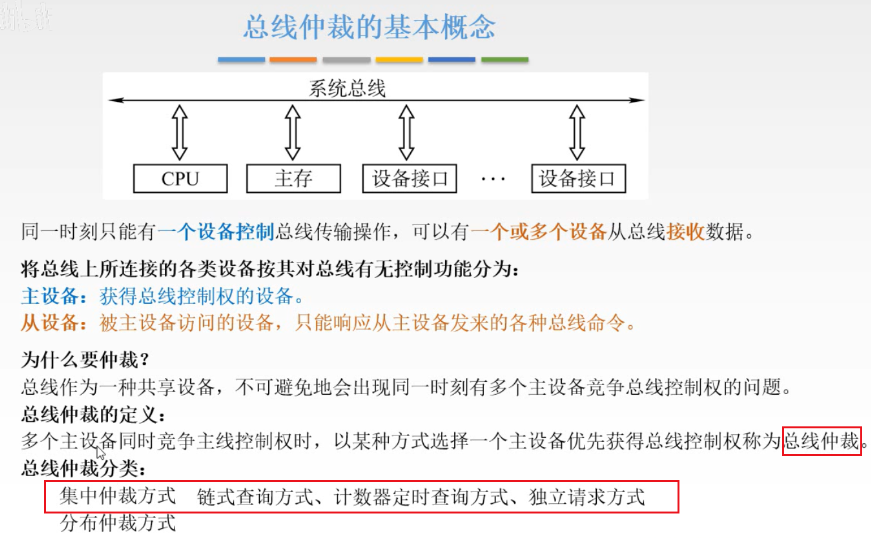 总线仲裁的基本概念
系统总线
CPU 主存 设备接口 ··· 设备接口
同一时刻只能有一个设备控制总线传输操作，可以有一个或多个设备从总线接收数据。
将总线上所连接的各类设备按其对总线有无控制功能分为：
主设备：获得总线控制权的设备。
从设备：被主设备访问的设备，只能响应从主设备发来的各种总线命令。
为什么要仲裁？
总线作为一种共享设备，不可避免地会出现同一时刻有多个主设备竞争总线控制权的问题。
总线仲裁的定义：
多个主设备同时竞争主线控制权时，以某种方式选择一个主设备优先获得总线控制权称为总线仲裁。
总线仲裁分类：
集中仲裁方式 链式查询方式、计数器定时查询方式、独立请求方式
分布仲裁方式